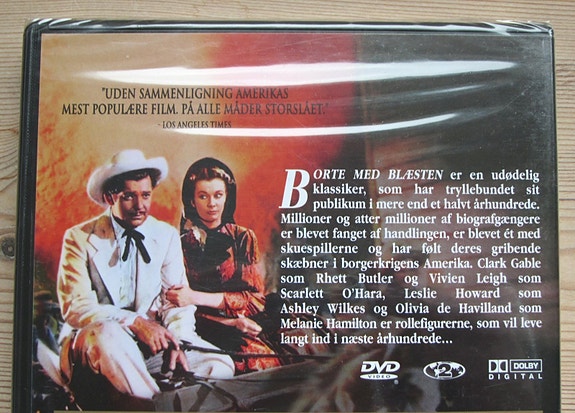 "UDEN SAMMENLIGNING AMERIKAS
MEST POPULÆRE FILM. PÅ ALLE MÅDER STORSLÅET."
- LOS ANGELES TIMES
BORTE MED BLÆSTEN er en udødelig
klassiker, som har tryllebundet sit
publikum i mere end et halvt århundrede.
Millioner og atter millioner af biografgængere
er blevet fanget af handlingen, er blevet ét med
skuespillerne og har følt deres gribende
skæbner i borgerkrigens Amerika. Clark Gable
som Rhett Butler og Vivien Leigh som
Scarlett O'Hara, Leslie Howard som
Ashley Wilkes og Olivia de Havilland som
Melanie Hamilton er rollefigurerne, som vil leve
langt ind i næste århundrede...
DVD
VIDEO
2
DOLBY
DIGITAL